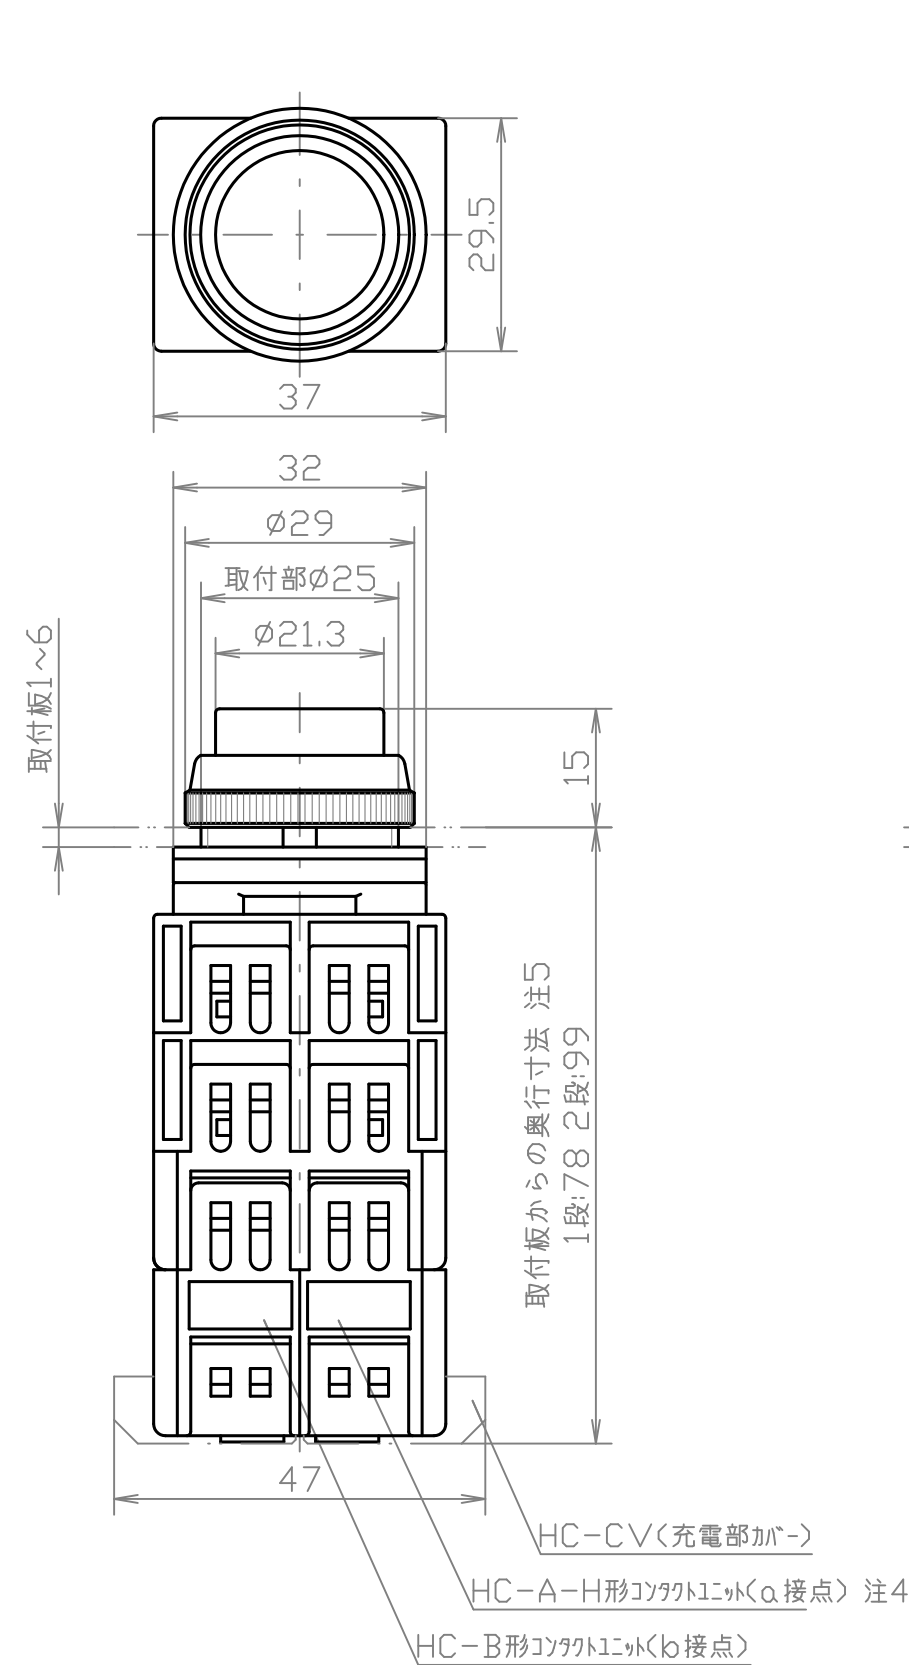 29.5
37
32
ø29
取付部ø25
ø21.3
取付板1~6
15
取付板からの奥行寸法 注5
1段:78 2段:99
47
HC-CV(充電部ｶﾊﾞｰ)
HC-A-H形ｺﾝﾀｸﾄﾕﾆｯﾄ(a接点) 注4
HC-B形ｺﾝﾀｸﾄﾕﾆｯﾄ(b接点)